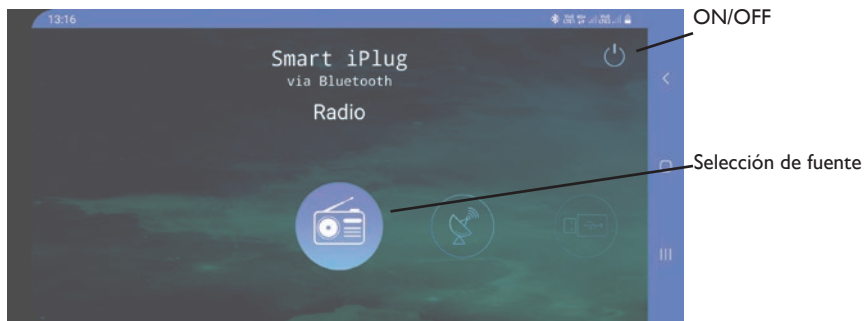 13:16
ON/OFF
Smart iPlug
via Bluetooth
Radio
Selección de fuente